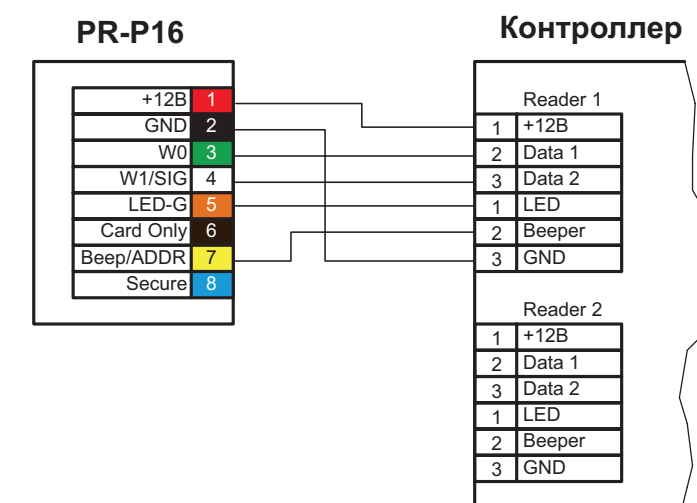 PR-P16
+12В 1
GND 2
W0 3
W1/SIG 4
LED-G 5
Card Only 6
Beep/ADDR 7
Secure 8
Контроллер
Reader 1
1 +12В
2 Data 1
3 Data 2
1 LED
2 Beeper
3 GND
Reader 2
1 +12В
2 Data 1
3 Data 2
1 LED
2 Beeper
3 GND